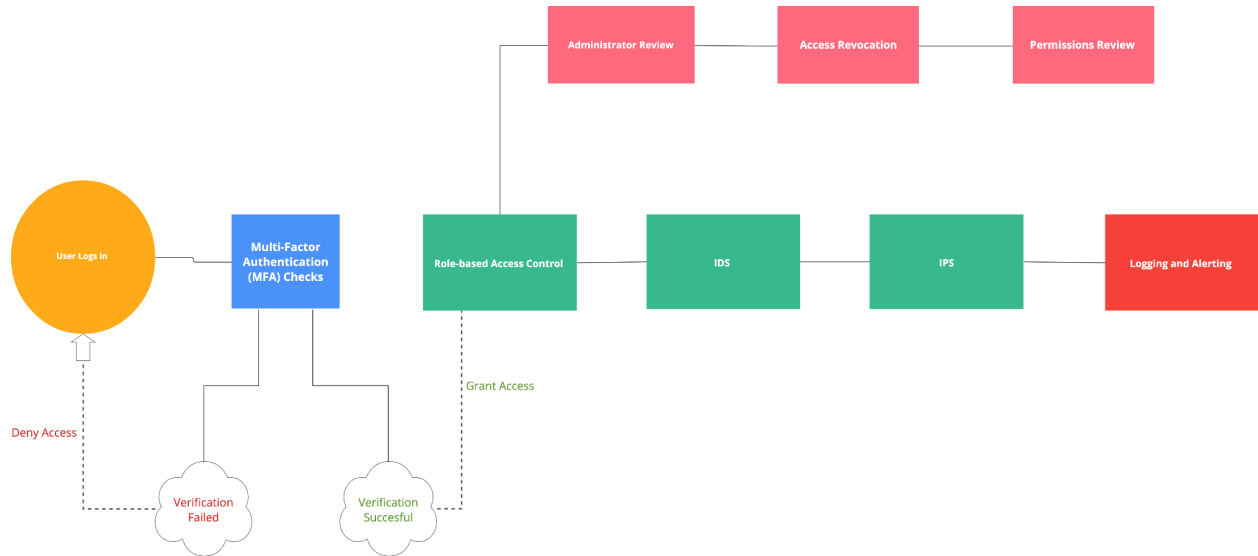 Administrator Review
Access Revocation
Permissions Review
User Logs in
Multi-Factor
Authentication
(MFA) Checks
Role-based Access Control
IDS
IPS
Logging and Alerting
Grant Access
Deny Access
Verification
Failed
Verification
Succesful